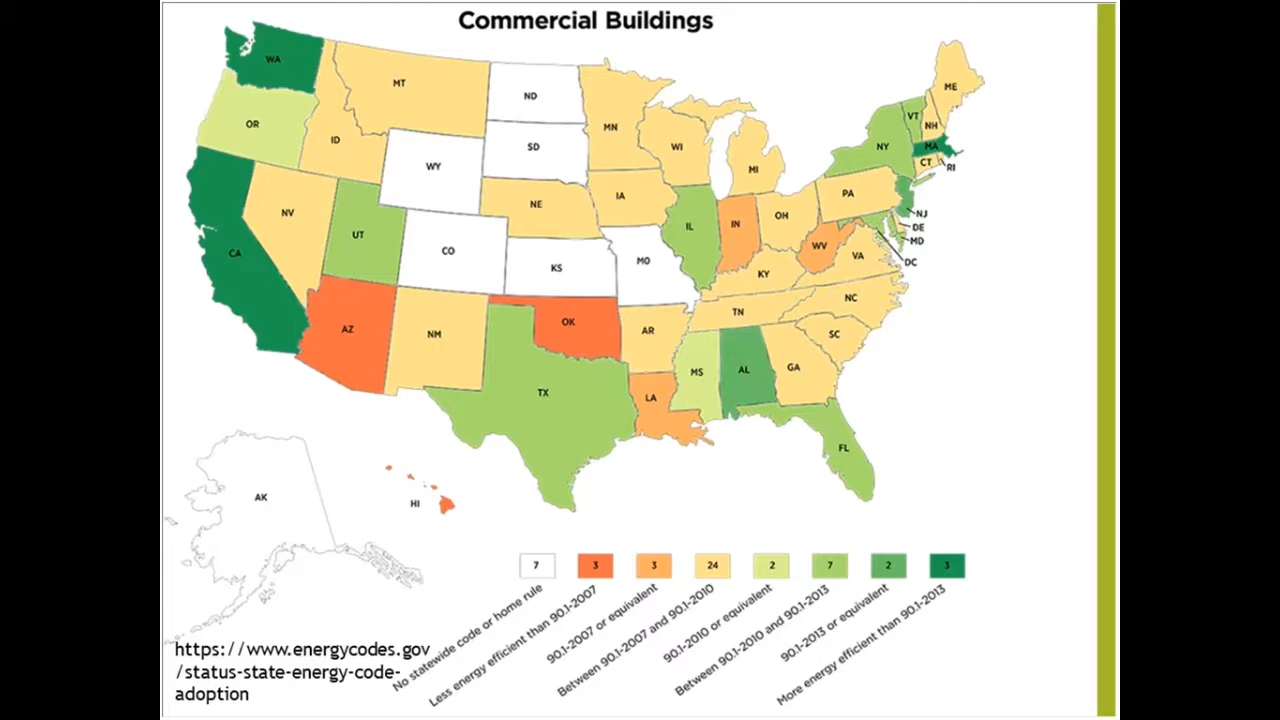 Commercial Buildings
WA
MT
ND
ME
OR
ID
MN
VT
NH
SD
WI
NY
MA
WY
MI
CT
RI
NE
IA
PA
NV
IL
IN
OH
NJ
UT
WV
DE
CO
MO
MD
CA
KS
KY
VA
DC
NC
AZ
OK
TN
NM
AR
SC
MS
AL
GA
TX
LA
FL
AK
HI
7
3
3
24
2
7
2
3
No statewide code or home rule
Less energy efficient than 90.1-2007
90.1-2007 or equivalent
Between 90.1-2007 and 90.1-2010
90.1-2010 or equivalent
Between 90.1-2010 and 90.1-2013
90.1-2013 or equivalent
More energy efficient than 90.1-2013
https://www.energycodes.gov
/status-state-energy-code-
adoption